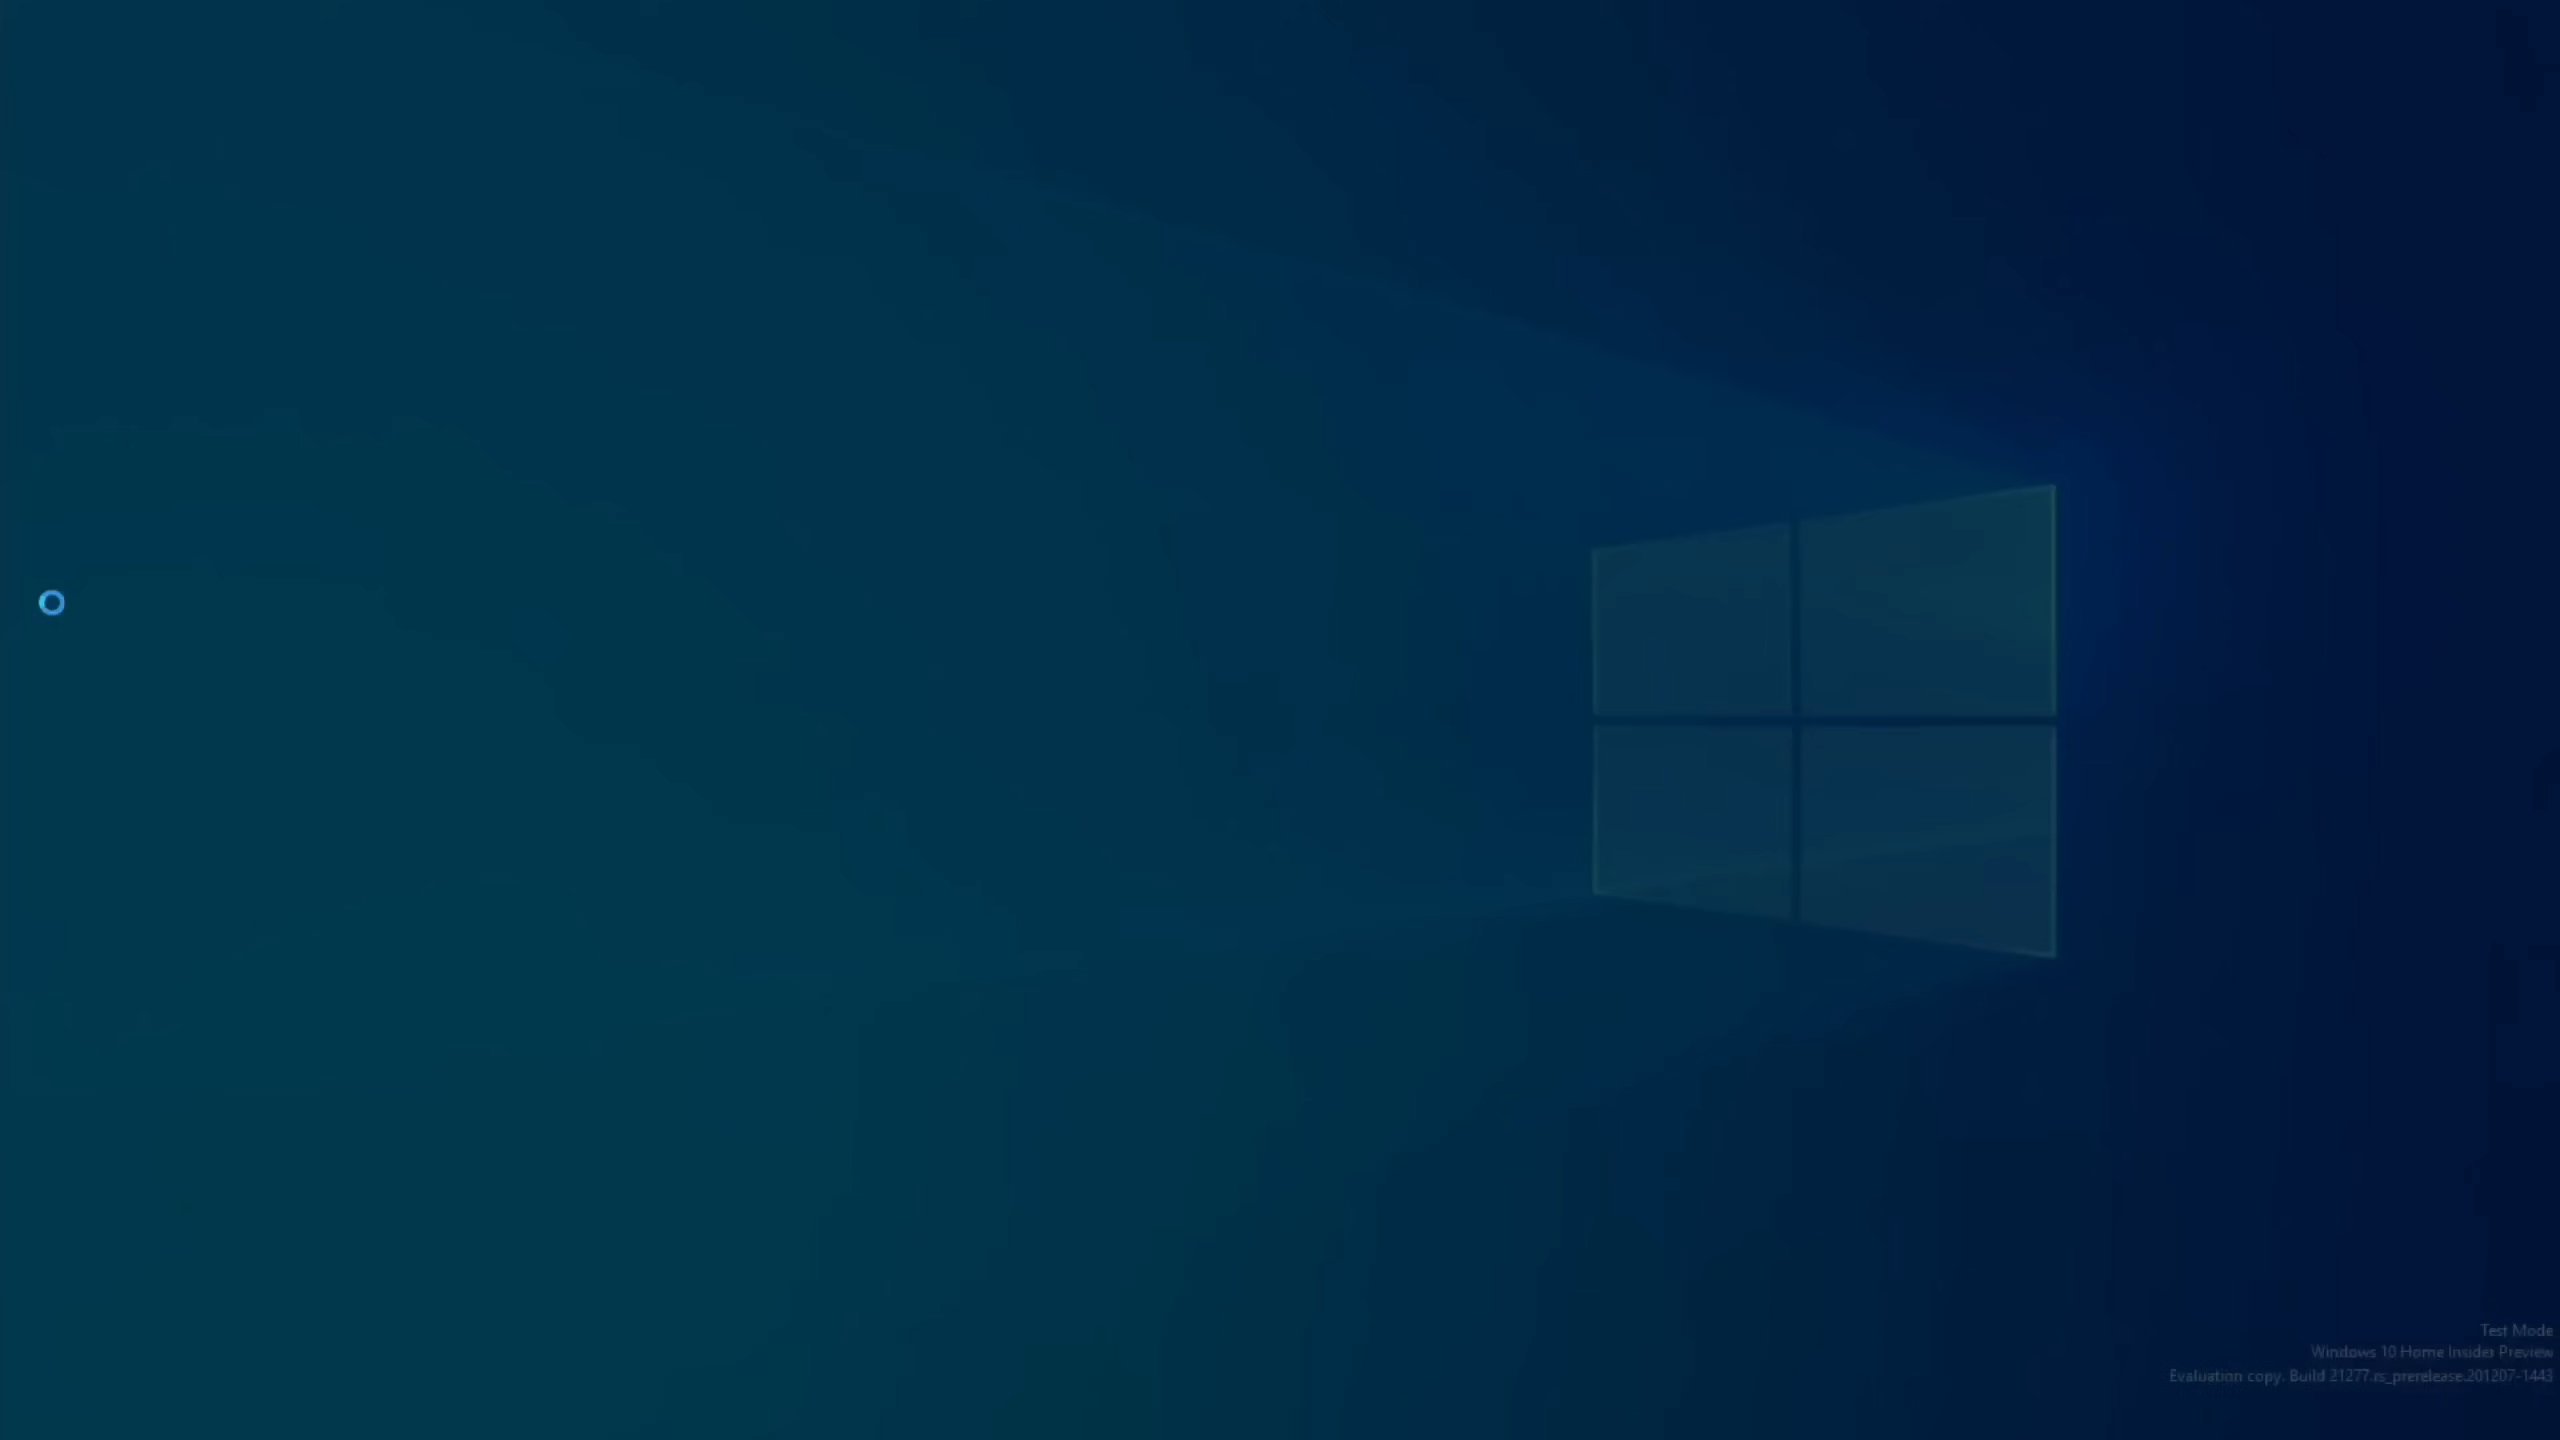 Test Mode
Windows 10 Home Insider Preview
Evaluation copy. Build 21277.rs_prerelease.201207-1443